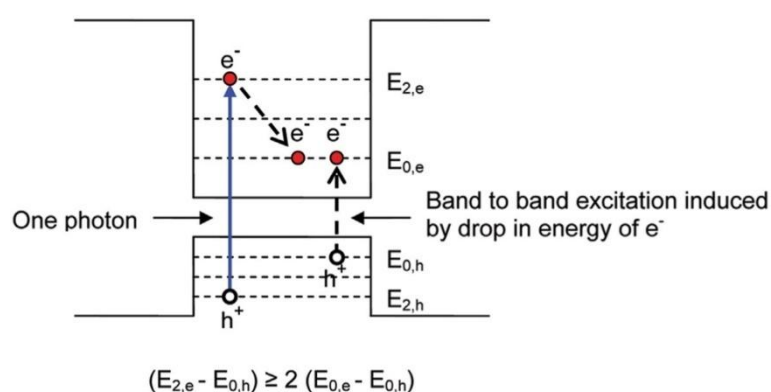 e⁻
E₂,ₑ
e⁻ e⁻
E₀,ₑ
One photon
Band to band excitation induced
by drop in energy of e⁻
E₀,ₕ
h⁺
E₂,ₕ
h⁺
(E₂,ₑ - E₀,ₕ) ≥ 2 (E₀,ₑ - E₀,ₕ)